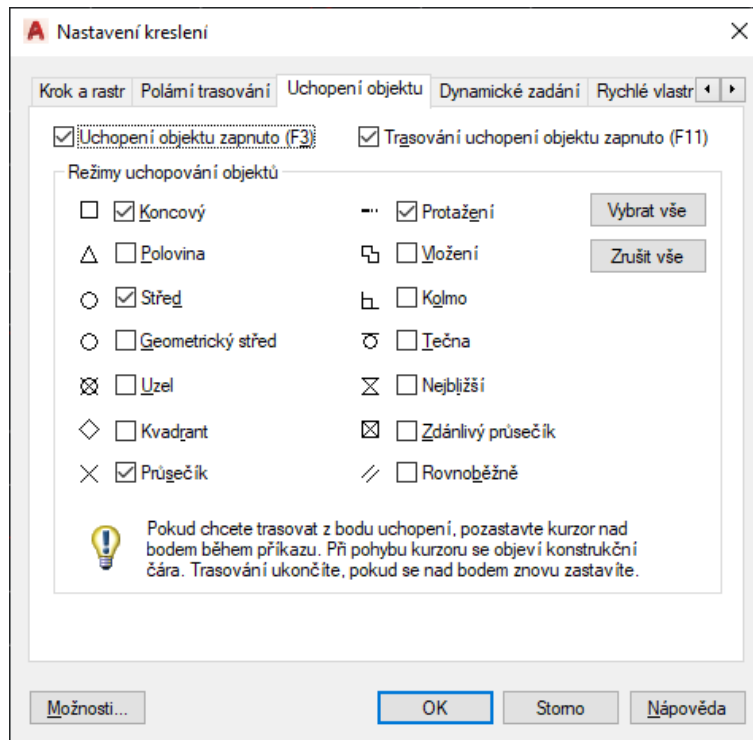 Nastavení kreslení
Krok a rastr Polární trasování Uchopení objektu Dynamické zadání Rychlé vlastr
Uchopení objektu zapnuto (F3) Trasování uchopení objektu zapnuto (F11)
Režimy uchopování objektů
Koncový Protažení Vybrat vše
Polovina Vložení Zrušit vše
Střed Kolmo
Geometrický střed Tečna
Uzel Nejbližší
Kvadrant Zdánlivý průsečík
Průsečík Rovnoběžně
Pokud chcete trasovat z bodu uchopení, pozastavte kurzor nad
bodem během příkazu. Při pohybu kurzoru se objeví konstrukční
čára. Trasování ukončíte, pokud se nad bodem znovu zastavíte.
Možnosti... OK Storno Nápověda